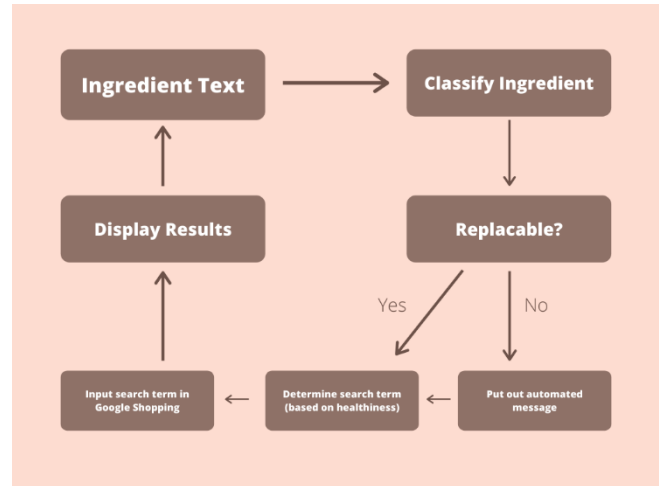 Ingredient Text
Classify Ingredient
Display Results
Replacable?
Yes
No
Input search term in
Google Shopping
Determine search term
(based on healthiness)
Put out automated
message